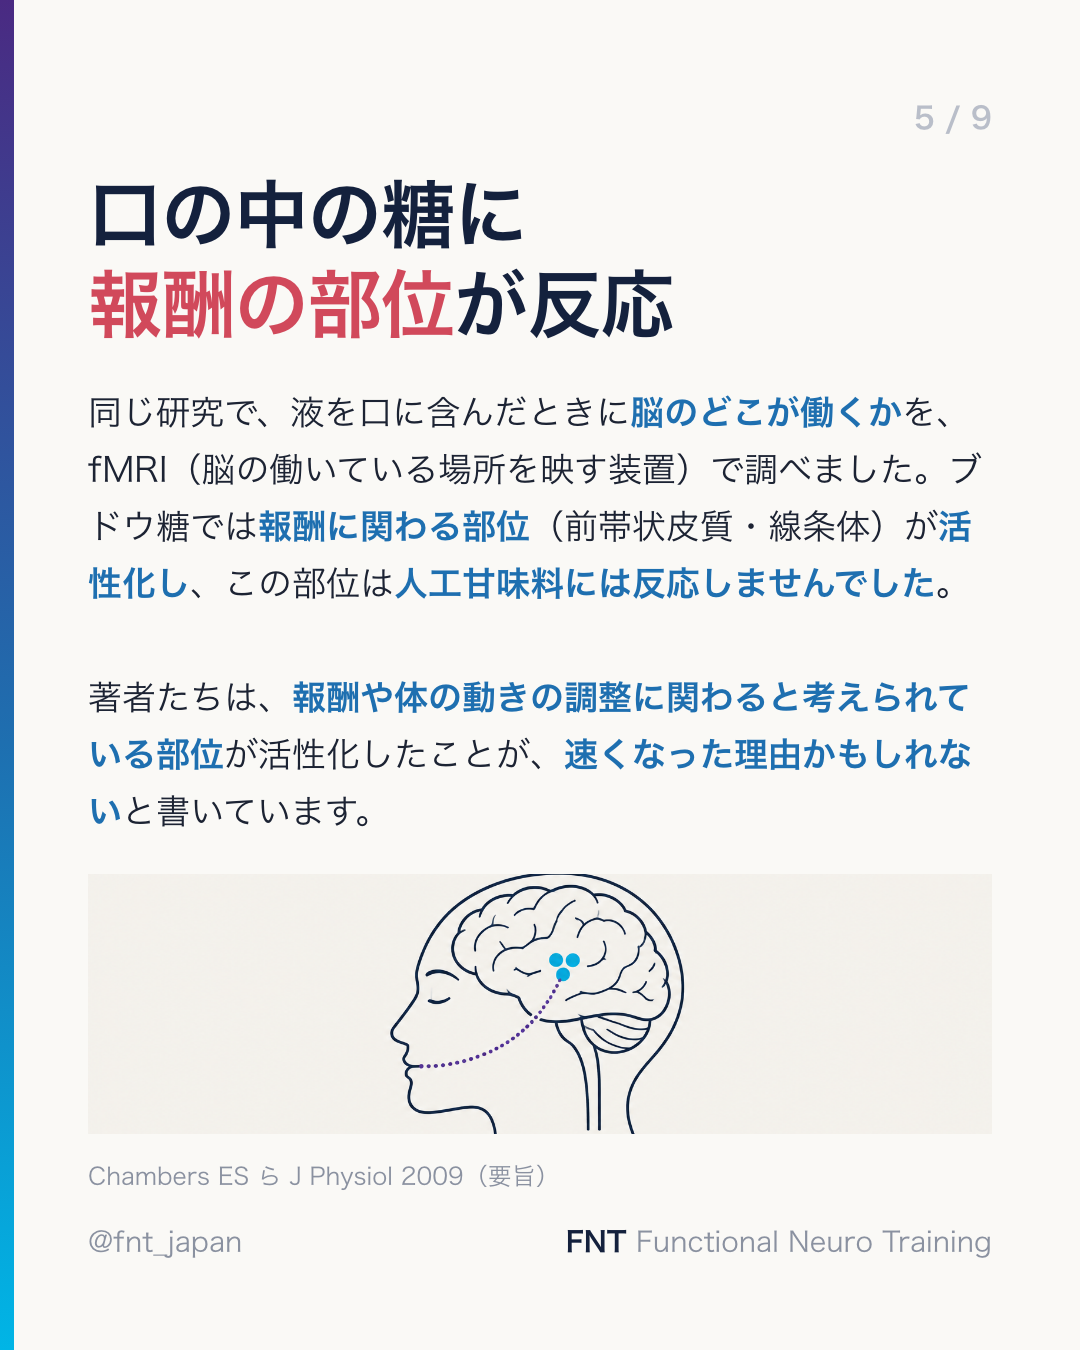 5 / 9
口の中の糖に
報酬の部位が反応
同じ研究で、液を口に含んだときに脳のどこが働くかを、
fMRI（脳の働いている場所を映す装置）で調べました。ブ
ドウ糖では報酬に関わる部位（前帯状皮質・線条体）が活
性化し、この部位は人工甘味料には反応しませんでした。
著者たちは、報酬や体の動きの調整に関わると考えられて
いる部位が活性化したことが、速くなった理由かもしれな
いと書いています。
Chambers ES ら J Physiol 2009（要旨）
@fnt_japan
FNT Functional Neuro Training